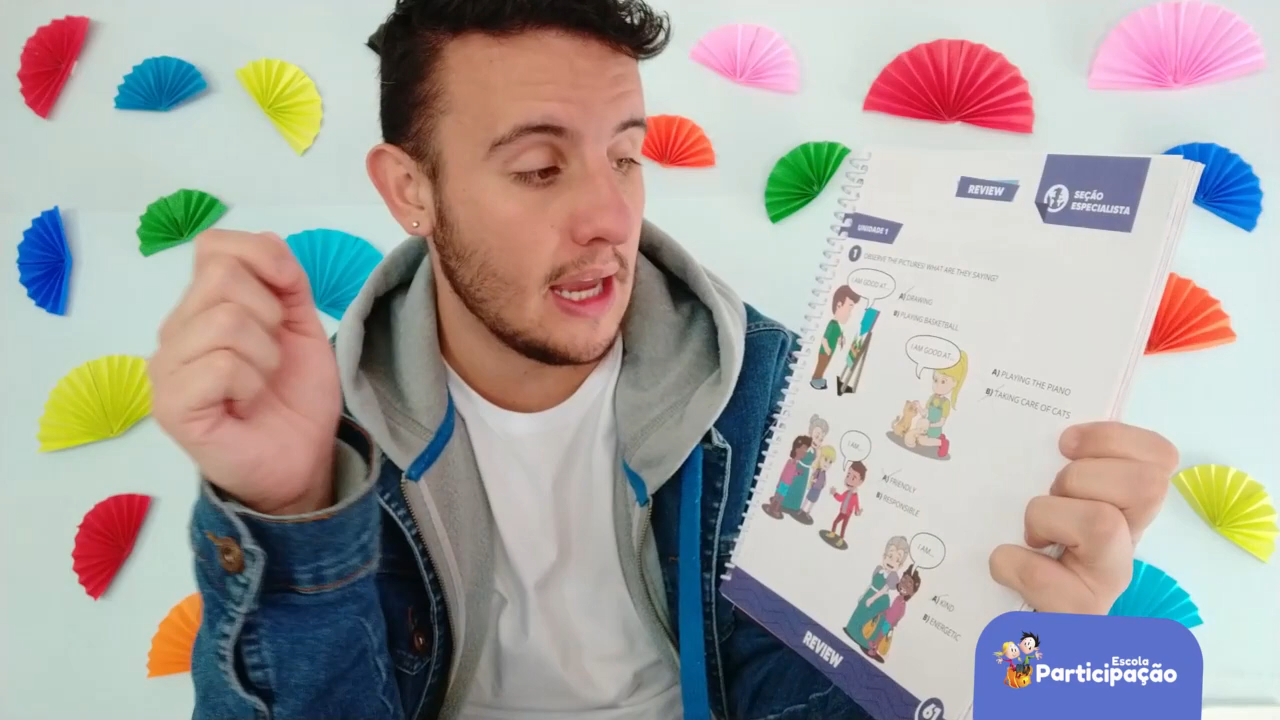 REVIEW
SEÇÃO
ESPECIALISTA
UNIDADE 1
1 OBSERVE THE PICTURES! WHAT ARE THEY SAYING?
I AM GOOD AT...
A) DRAWING
B) PLAYING BASKETBALL
I AM GOOD AT...
A) PLAYING THE PIANO
B) TAKING CARE OF CATS
I AM...
A) FRIENDLY
B) RESPONSIBLE
I AM...
A) KIND
B) ENERGETIC
REVIEW
61
Escola
Participação